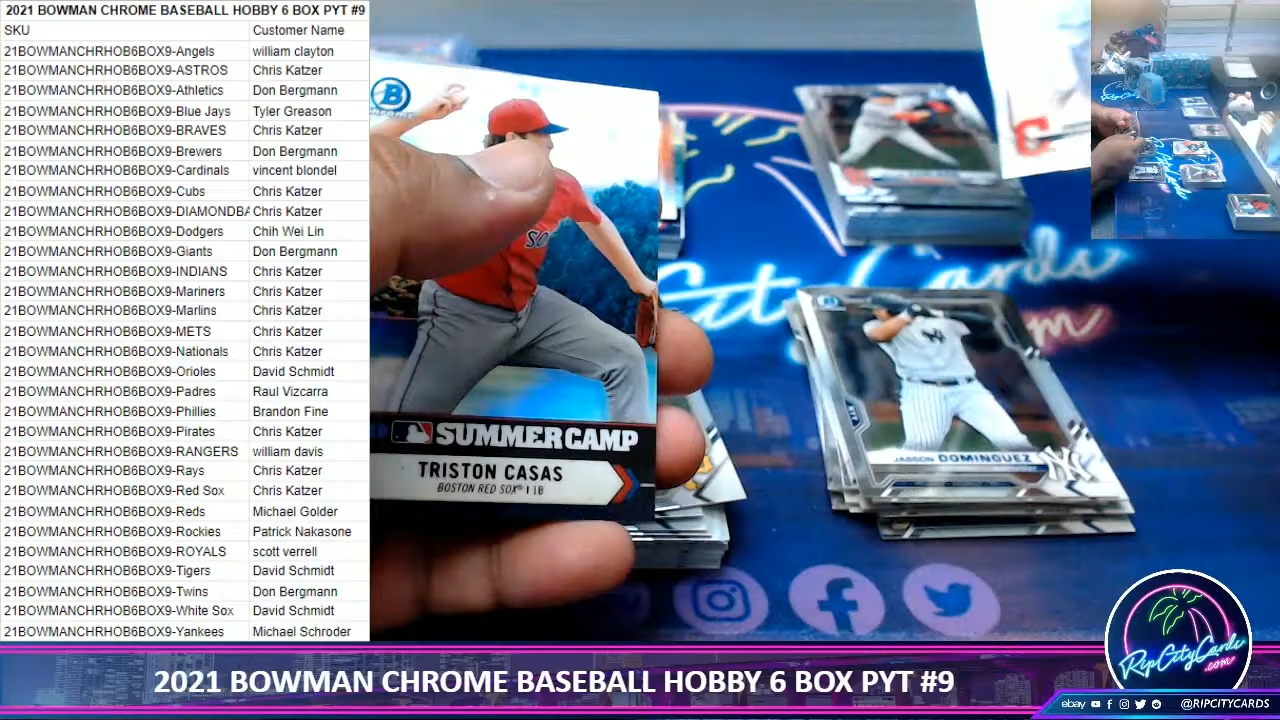 2021 BOWMAN CHROME BASEBALL HOBBY 6 BOX PYT #9
SKU Customer Name
21BOWMANCHRHOB6BOX9-Angels william clayton
21BOWMANCHRHOB6BOX9-ASTROS Chris Katzer
21BOWMANCHRHOB6BOX9-Athletics Don Bergmann
21BOWMANCHRHOB6BOX9-Blue Jays Tyler Greason
21BOWMANCHRHOB6BOX9-BRAVES Chris Katzer
21BOWMANCHRHOB6BOX9-Brewers Don Bergmann
21BOWMANCHRHOB6BOX9-Cardinals vincent blondel
21BOWMANCHRHOB6BOX9-Cubs Chris Katzer
21BOWMANCHRHOB6BOX9-DIAMONDBA Chris Katzer
21BOWMANCHRHOB6BOX9-Dodgers Chih Wei Lin
21BOWMANCHRHOB6BOX9-Giants Don Bergmann
21BOWMANCHRHOB6BOX9-INDIANS Chris Katzer
21BOWMANCHRHOB6BOX9-Mariners Chris Katzer
21BOWMANCHRHOB6BOX9-Marlins Chris Katzer
21BOWMANCHRHOB6BOX9-METS Chris Katzer
21BOWMANCHRHOB6BOX9-Nationals Chris Katzer
21BOWMANCHRHOB6BOX9-Orioles David Schmidt
21BOWMANCHRHOB6BOX9-Padres Raul Vizcarra
21BOWMANCHRHOB6BOX9-Phillies Brandon Fine
21BOWMANCHRHOB6BOX9-Pirates Chris Katzer
21BOWMANCHRHOB6BOX9-RANGERS william davis
21BOWMANCHRHOB6BOX9-Rays Chris Katzer
21BOWMANCHRHOB6BOX9-Red Sox Chris Katzer
21BOWMANCHRHOB6BOX9-Reds Michael Golder
21BOWMANCHRHOB6BOX9-Rockies Patrick Nakasone
21BOWMANCHRHOB6BOX9-ROYALS scott verrell
21BOWMANCHRHOB6BOX9-Tigers David Schmidt
21BOWMANCHRHOB6BOX9-Twins Don Bergmann
21BOWMANCHRHOB6BOX9-White Sox David Schmidt
21BOWMANCHRHOB6BOX9-Yankees Michael Schroder
B
SUMMER CAMP
TRISTON CASAS
BOSTON RED SOX® | 1B
Cards
JASSON DOMINGUEZ
NY
RipCityCards
.com
2021 BOWMAN CHROME BASEBALL HOBBY 6 BOX PYT #9
ebay @RIPCITYCARDS